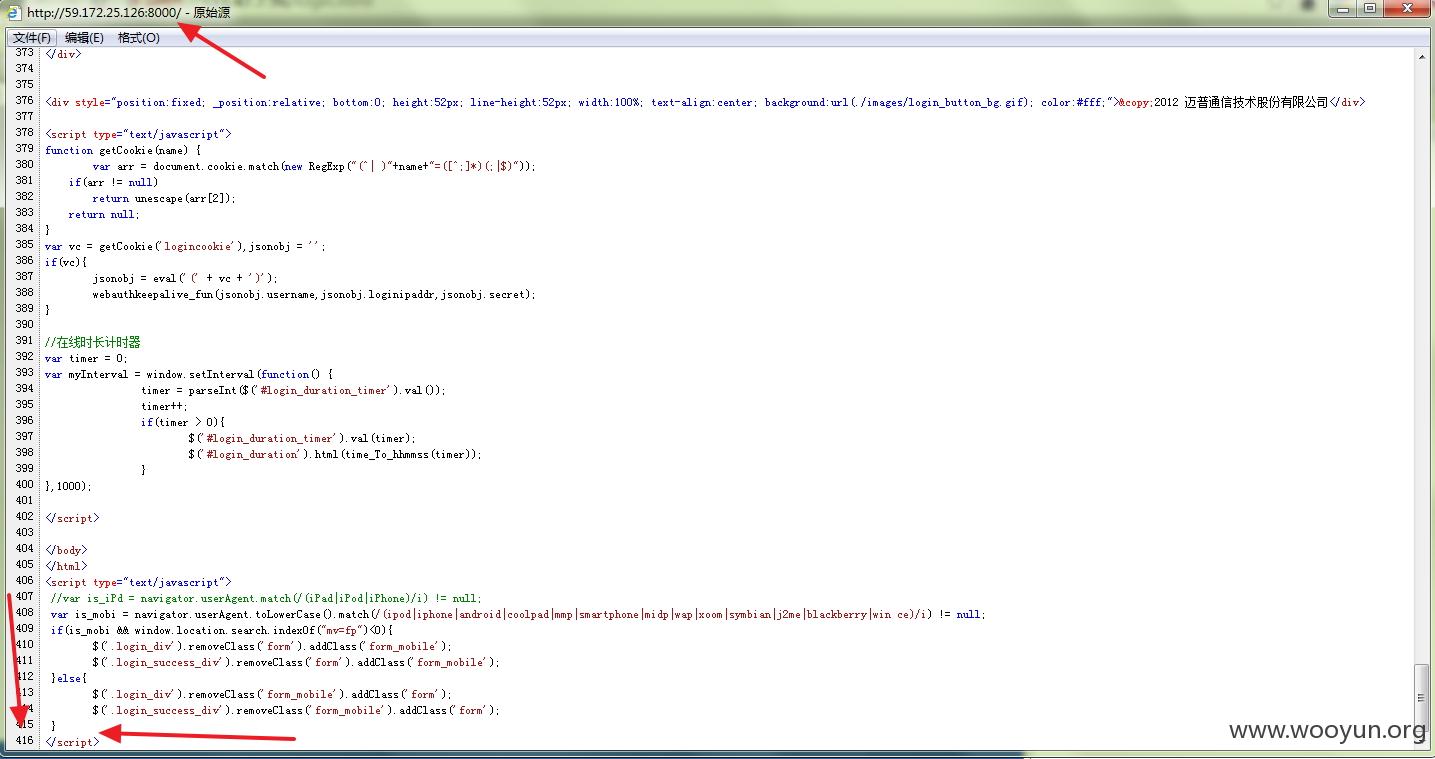 http://59.172.25.126:8000/ - 原始源
文件(F) 编辑(E) 格式(O)
373 </div>
374
375
376 <div style="position:fixed; _position:relative; bottom:0; height:52px; line-height:52px; width:100%; text-align:center; background:url(./images/login_button_bg.gif); color:#fff;">&copy;2012 迈普通信技术股份有限公司</div>
377
378 <script type="text/javascript">
379 function getCookie(name) {
380 var arr = document.cookie.match(new RegExp("(^| )"+name+"=([^;]*)(;|$)"));
381 if(arr != null)
382 return unescape(arr[2]);
383 return null;
384 }
385 var vc = getCookie('logincookie'),jsonobj = '';
386 if(vc){
387 jsonobj = eval('(' + vc + ')');
388 webauthkeepalive_fun(jsonobj.username,jsonobj.loginipaddr,jsonobj.secret);
389 }
390
391 //在线时长计时器
392 var timer = 0;
393 var myInterval = window.setInterval(function() {
394 timer = parseInt($('#login_duration_timer').val());
395 timer++;
396 if(timer > 0){
397 $('#login_duration_timer').val(timer);
398 $('#login_duration').html(time_To_hhmmss(timer));
399 }
400 },1000);
401
402 </script>
403
404 </body>
405 </html>
406 <script type="text/javascript">
407 //var is_iPd = navigator.userAgent.match(/(iPad|iPod|iPhone)/i) != null;
408 var is_mobi = navigator.userAgent.toLowerCase().match(/(ipod|iphone|android|coolpad|mmp|smartphone|midp|wap|xoom|symbian|j2me|blackberry|win ce)/i) != null;
409 if(is_mobi && window.location.search.indexOf("mv=fp")<0){
410 $('.login_div').removeClass('form').addClass('form_mobile');
411 $('.login_success_div').removeClass('form').addClass('form_mobile');
412 }else{
413 $('.login_div').removeClass('form_mobile').addClass('form');
414 $('.login_success_div').removeClass('form_mobile').addClass('form');
415 }
416 </script>
www.wooyun.org